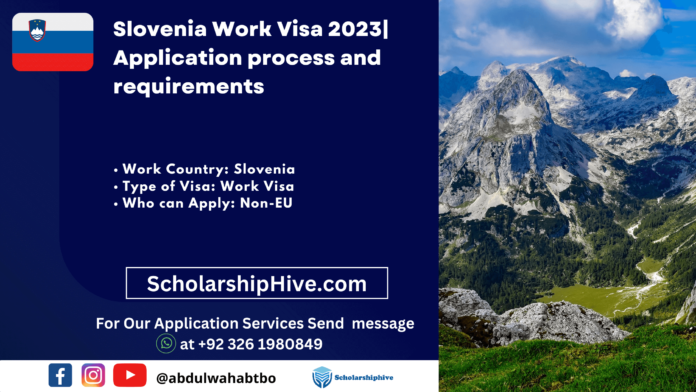 Slovenia Work Visa 2023|
Application process and
requirements
• Work Country: Slovenia
• Type of Visa: Work Visa
• Who can Apply: Non-EU
ScholarshipHive.com
For Our Application Services Send message
at +92 326 1980849
@abdulwahabtbo
Scholarshiphive